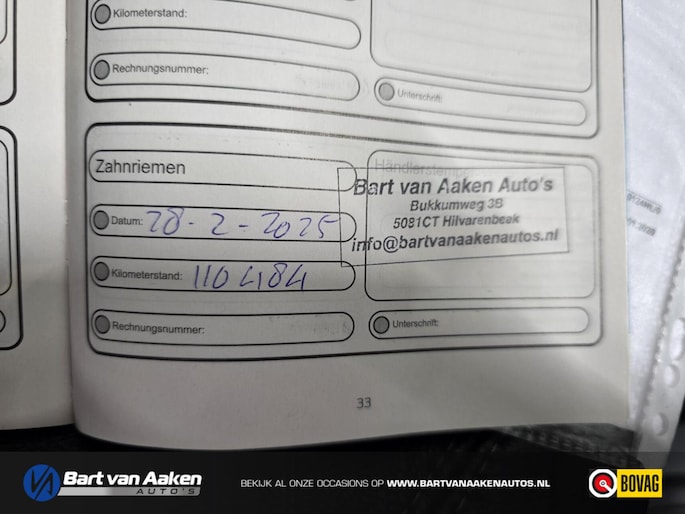 Kilometerstand:
Rechnungsnummer:
Unterschrift:
Zahnriemen
Händlerstempel
Bart van Aaken Auto's
Bukkumweg 3B
5081CT Hilvarenbeek
info@bartvanaakenautos.nl
Datum: 28-2-2025
Kilometerstand: 110484
Rechnungsnummer:
Unterschrift:
33
Bart van Aaken
AUTO'S
BEKIJK AL ONZE OCCASIONS OP WWW.BARTVANAAKENAUTOS.NL
BOVAG